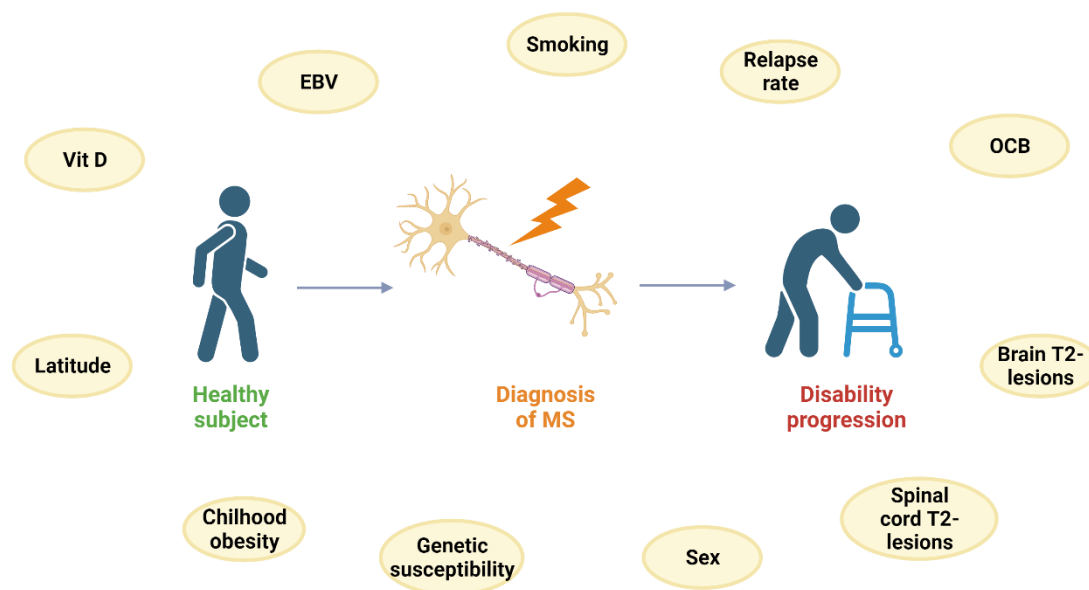 Smoking
EBV
Relapse
rate
Vit D
OCB
Latitude
Brain T2-
lesions
Healthy
subject
Diagnosis
of MS
Disability
progression
Chilhood
obesity
Genetic
susceptibility
Sex
Spinal
cord T2-
lesions